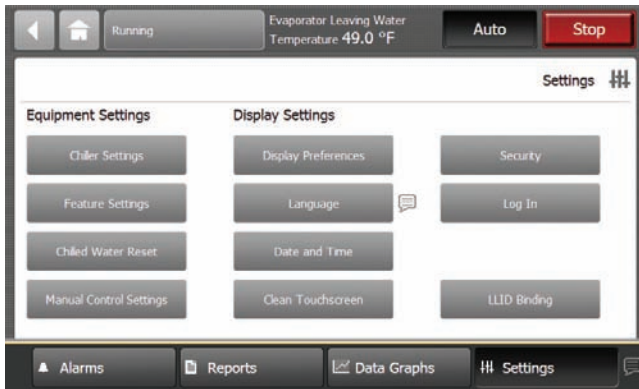 Running
Evaporator Leaving Water
Temperature 49.0 °F
Auto
Stop
Settings
Equipment Settings
Display Settings
Chiller Settings
Display Preferences
Security
Feature Settings
Language
Log In
Chilled Water Reset
Date and Time
Manual Control Settings
Clean Touchscreen
LLID Binding
Alarms
Reports
Data Graphs
Settings